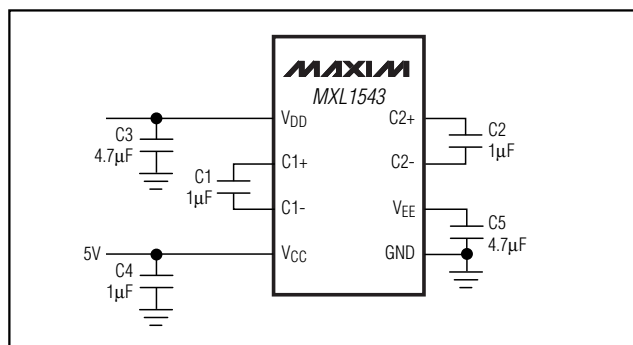 MAXIM
MXL1543
VDD
C1+
C1-
VCC
C2+
C2-
VEE
GND
C3
4.7μF
C1
1μF
5V
C4
1μF
C2
1μF
C5
4.7μF